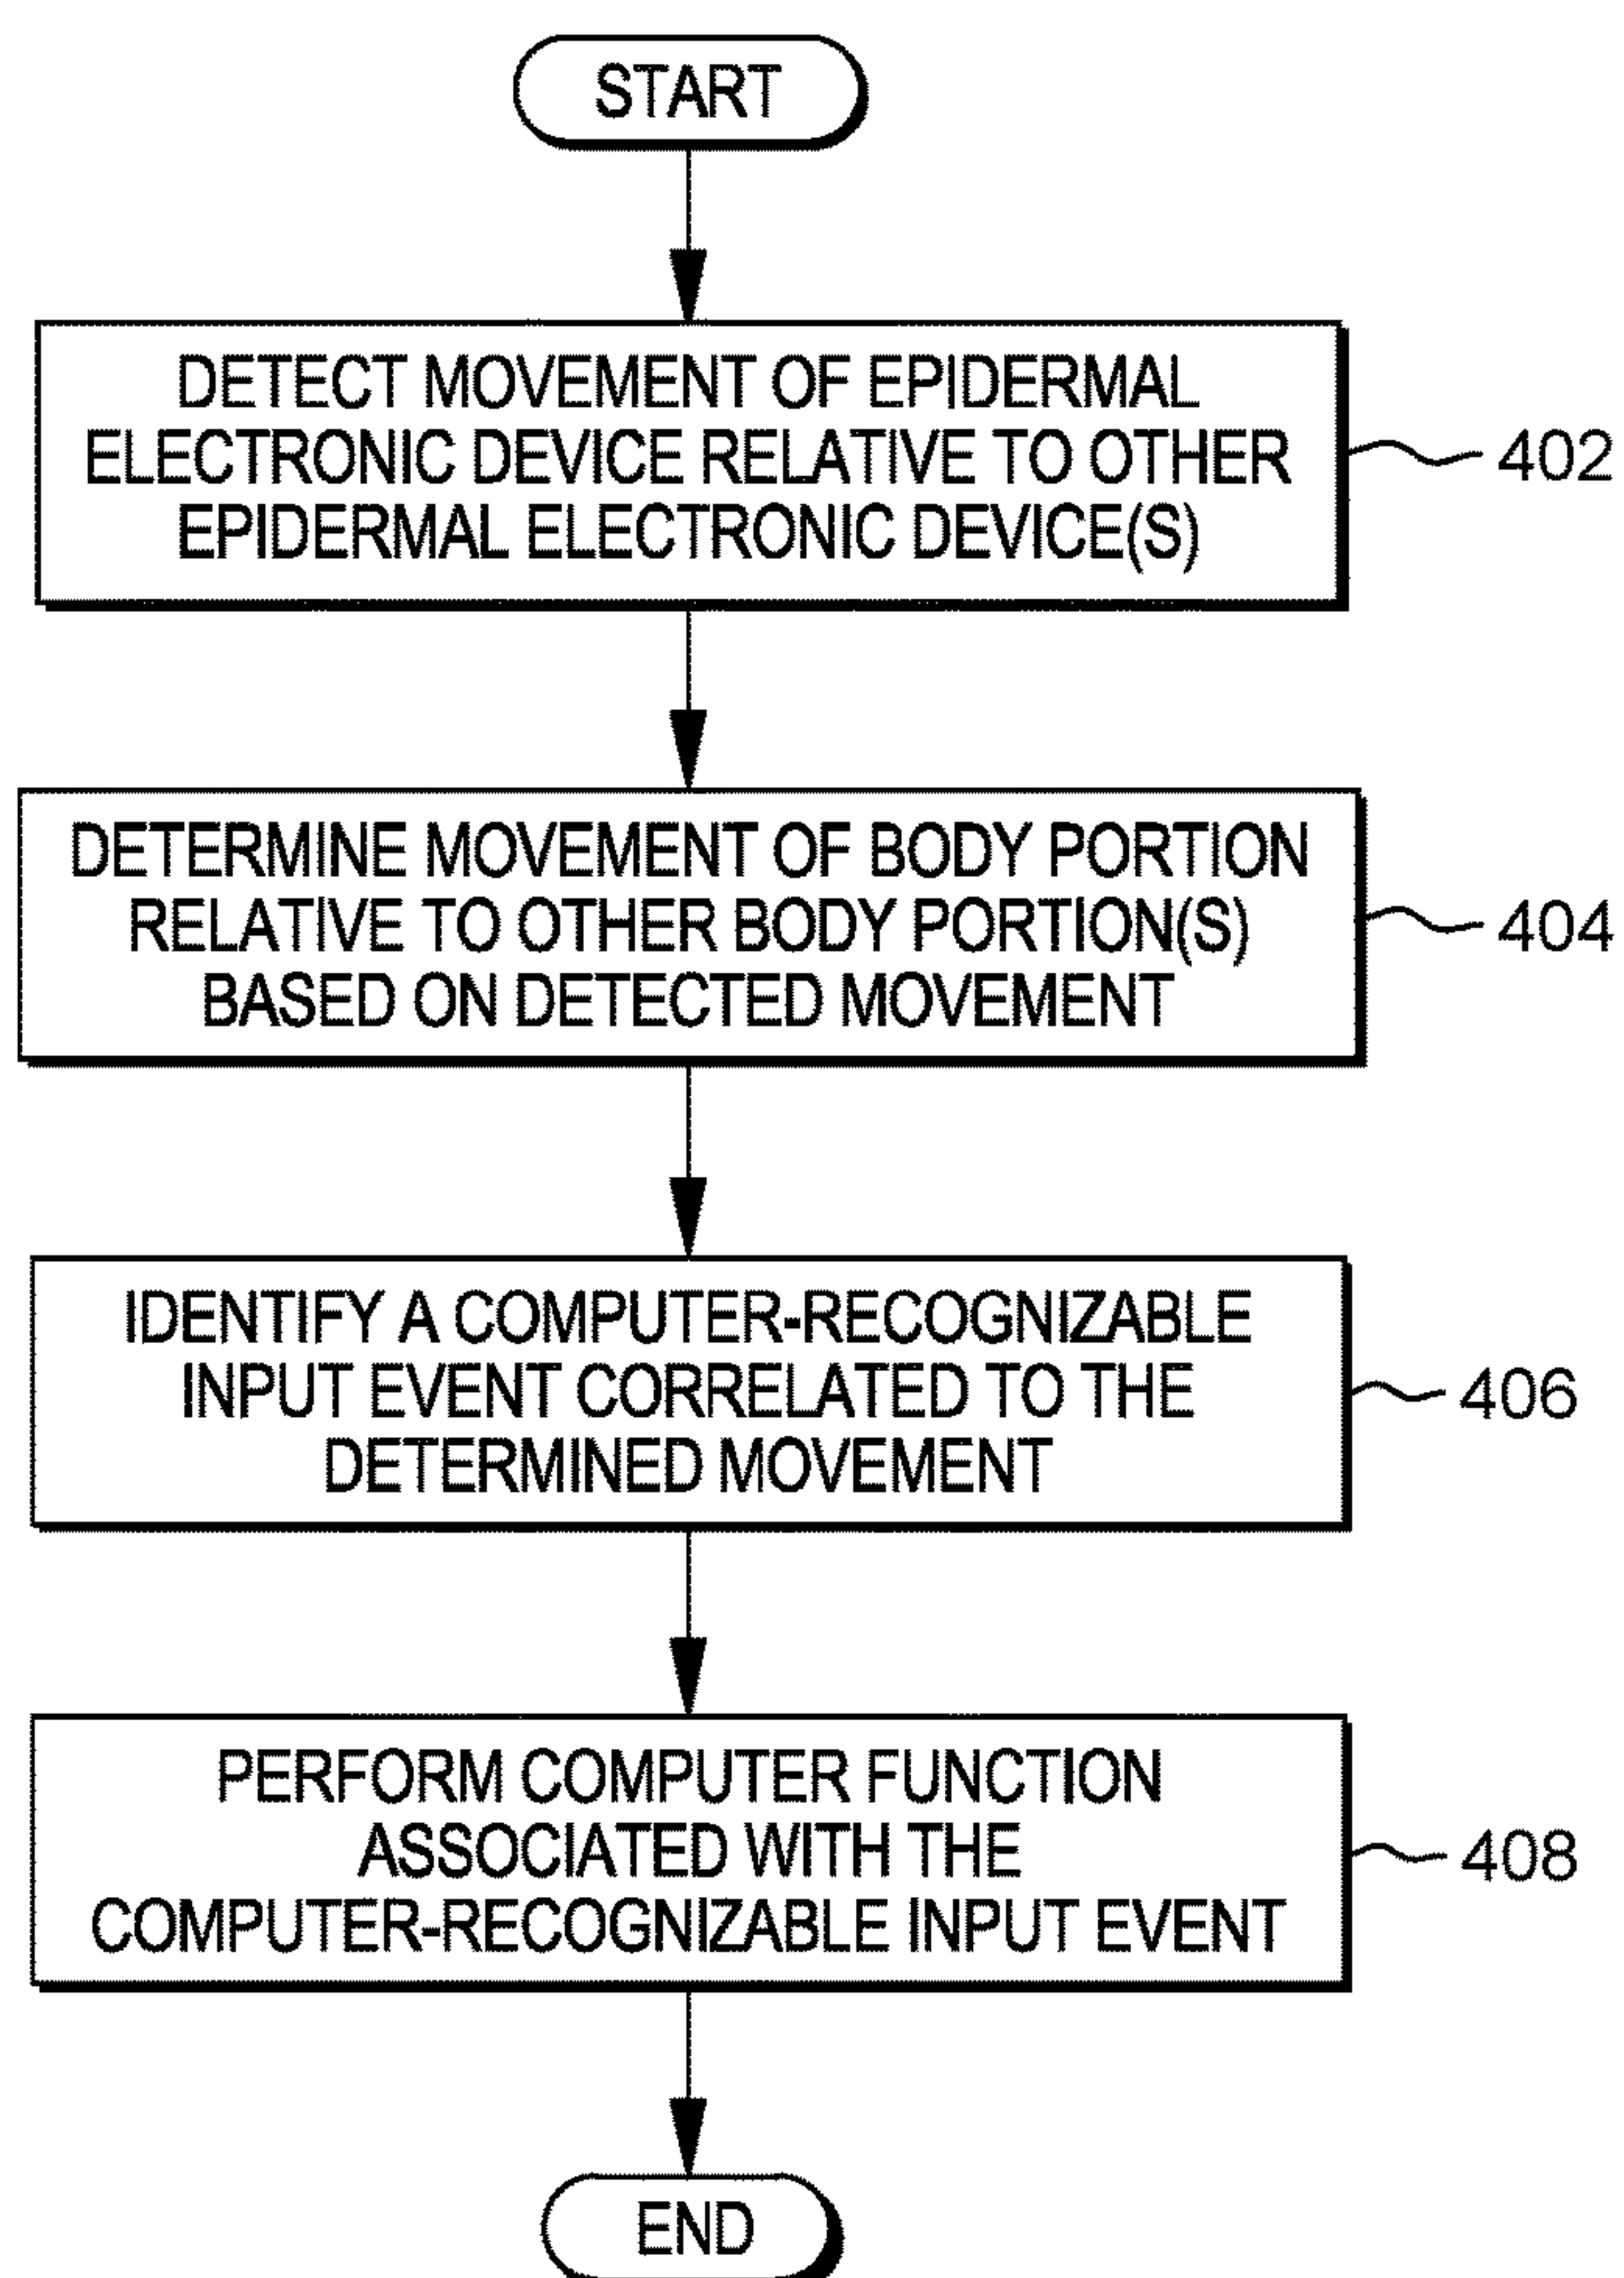 START
DETECT MOVEMENT OF EPIDERMAL
ELECTRONIC DEVICE RELATIVE TO OTHER
EPIDERMAL ELECTRONIC DEVICE(S)
402
DETERMINE MOVEMENT OF BODY PORTION
RELATIVE TO OTHER BODY PORTION(S)
BASED ON DETECTED MOVEMENT
404
IDENTIFY A COMPUTER-RECOGNIZABLE
INPUT EVENT CORRELATED TO THE
DETERMINED MOVEMENT
406
PERFORM COMPUTER FUNCTION
ASSOCIATED WITH THE
COMPUTER-RECOGNIZABLE INPUT EVENT
408
END